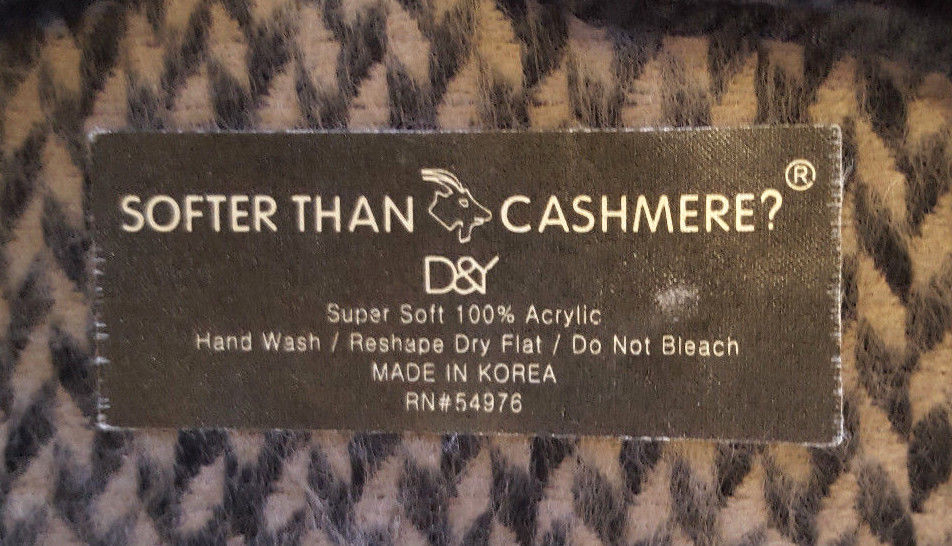 SOFTER THAN CASHMERE?®
D&Y
Super Soft 100% Acrylic
Hand Wash / Reshape Dry Flat / Do Not Bleach
MADE IN KOREA
RN#54976